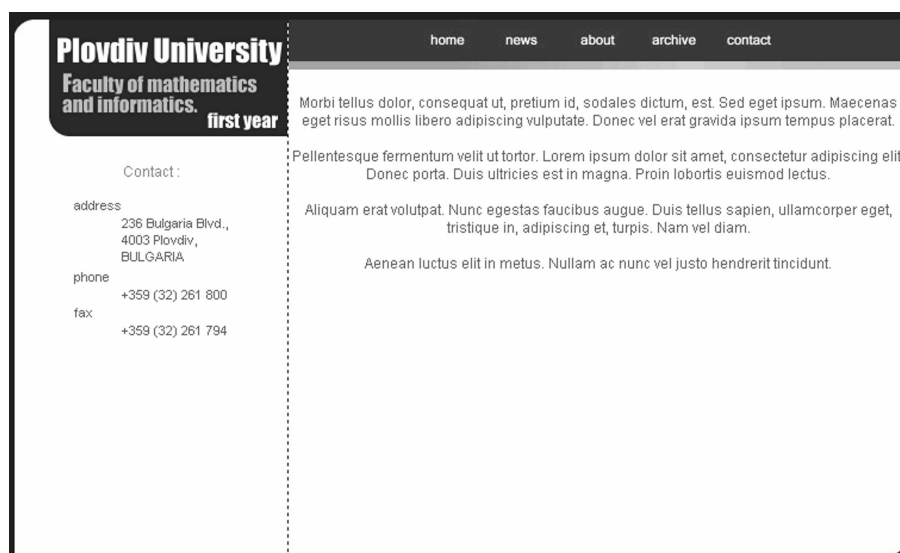 Plovdiv University
Faculty of mathematics
and informatics.
first year
home news about archive contact
Contact :
address
236 Bulgaria Blvd.,
4003 Plovdiv,
BULGARIA
phone
+359 (32) 261 800
fax
+359 (32) 261 794
Morbi tellus dolor, consequat ut, pretium id, sodales dictum, est. Sed eget ipsum. Maecenas
eget risus mollis libero adipiscing vulputate. Donec vel erat gravida ipsum tempus placerat.
Pellentesque fermentum velit ut tortor. Lorem ipsum dolor sit amet, consectetur adipiscing elit
Donec porta. Duis ultricies est in magna. Proin lobortis euismod lectus.
Aliquam erat volutpat. Nunc egestas faucibus augue. Duis tellus sapien, ullamcorper eget,
tristique in, adipiscing et, turpis. Nam vel diam.
Aenean luctus elit in metus. Nullam ac nunc vel justo hendrerit tincidunt.